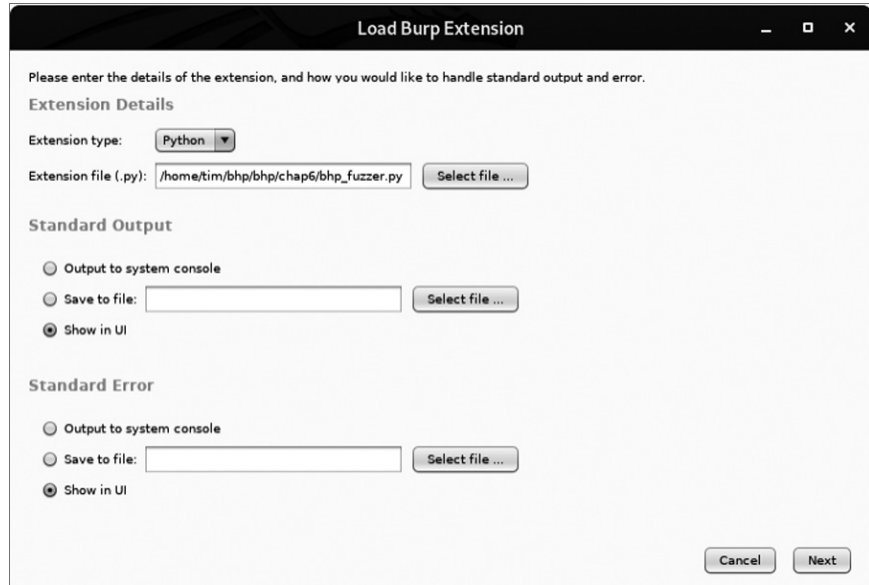 Load Burp Extension
Please enter the details of the extension, and how you would like to handle standard output and error.
Extension Details
Extension type: Python
Extension file (.py): /home/tim/bhp/bhp/chap6/bhp_fuzzer.py Select file ...
Standard Output
Output to system console
Save to file: Select file ...
Show in UI
Standard Error
Output to system console
Save to file: Select file ...
Show in UI
Cancel Next